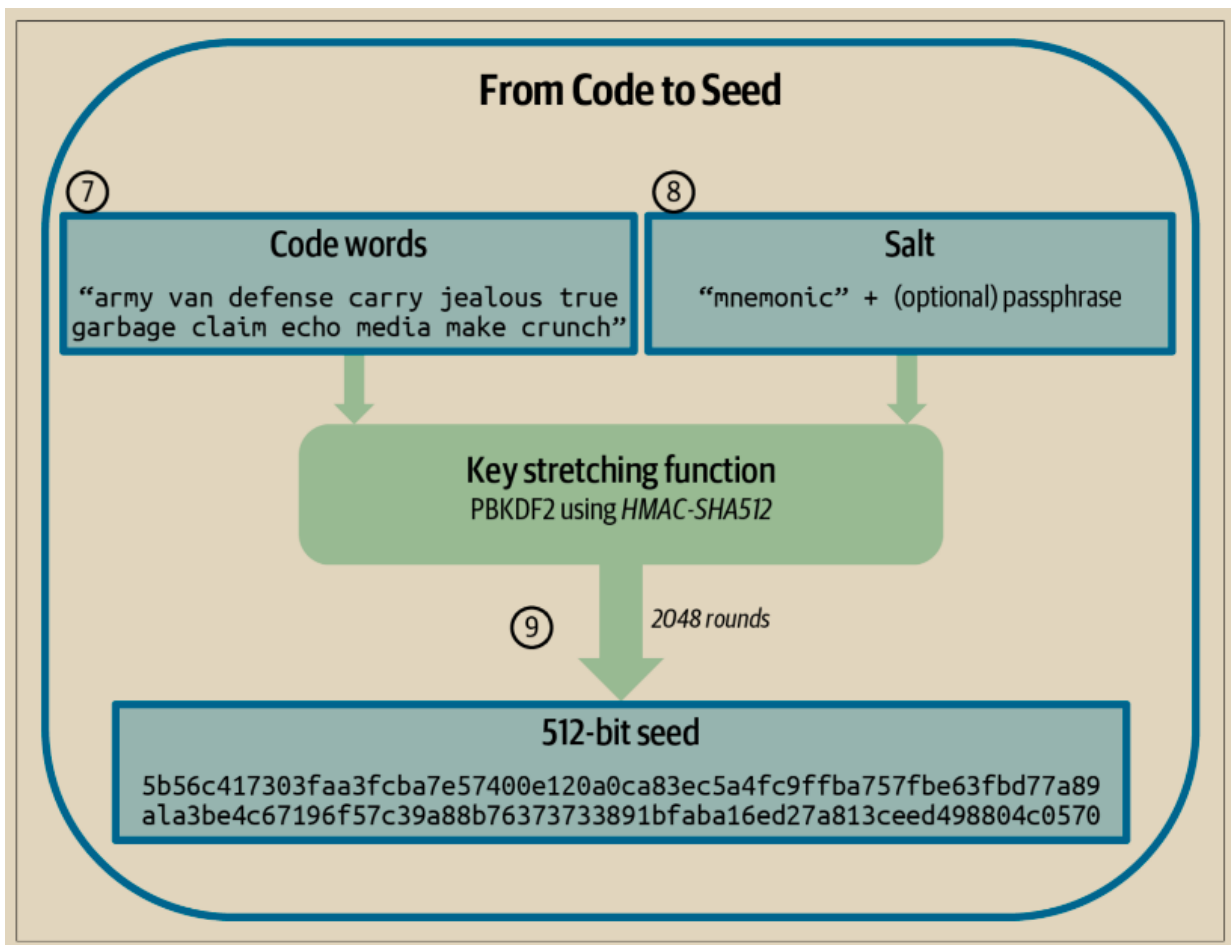 From Code to Seed
7
8
Code words
“army van defense carry jealous true
garbage claim echo media make crunch”
Salt
“mnemonic” + (optional) passphrase
Key stretching function
PBKDF2 using HMAC-SHA512
9
2048 rounds
512-bit seed
5b56c417303faa3fcba7e57400e120a0ca83ec5a4fc9ffba757fbe63fbd77a89
ala3be4c67196f57c39a88b76373733891bfaba16ed27a813ceed498804c0570